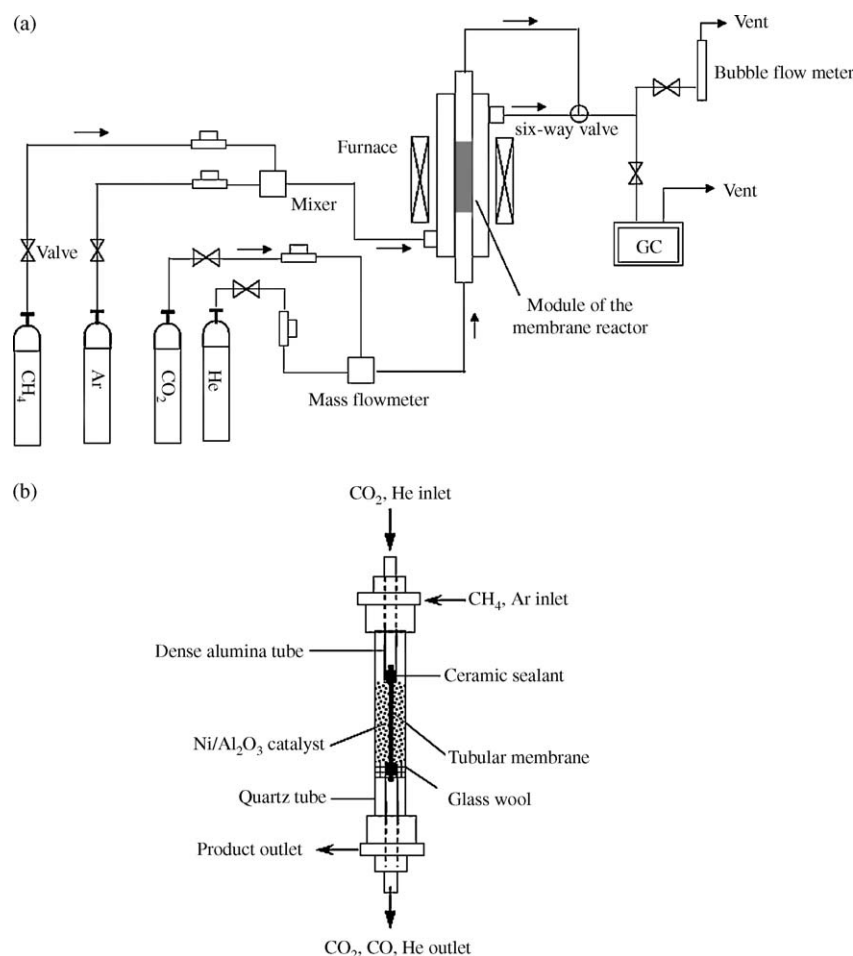 (a)
Vent
Bubble flow meter
six-way valve
Furnace
Mixer
Vent
Valve
GC
Module of the
membrane reactor
CH₄
Ar
CO₂
He
Mass flowmeter
(b)
CO₂, He inlet
CH₄, Ar inlet
Dense alumina tube
Ceramic sealant
Ni/Al₂O₃ catalyst
Tubular membrane
Glass wool
Quartz tube
Product outlet
CO₂, CO, He outlet